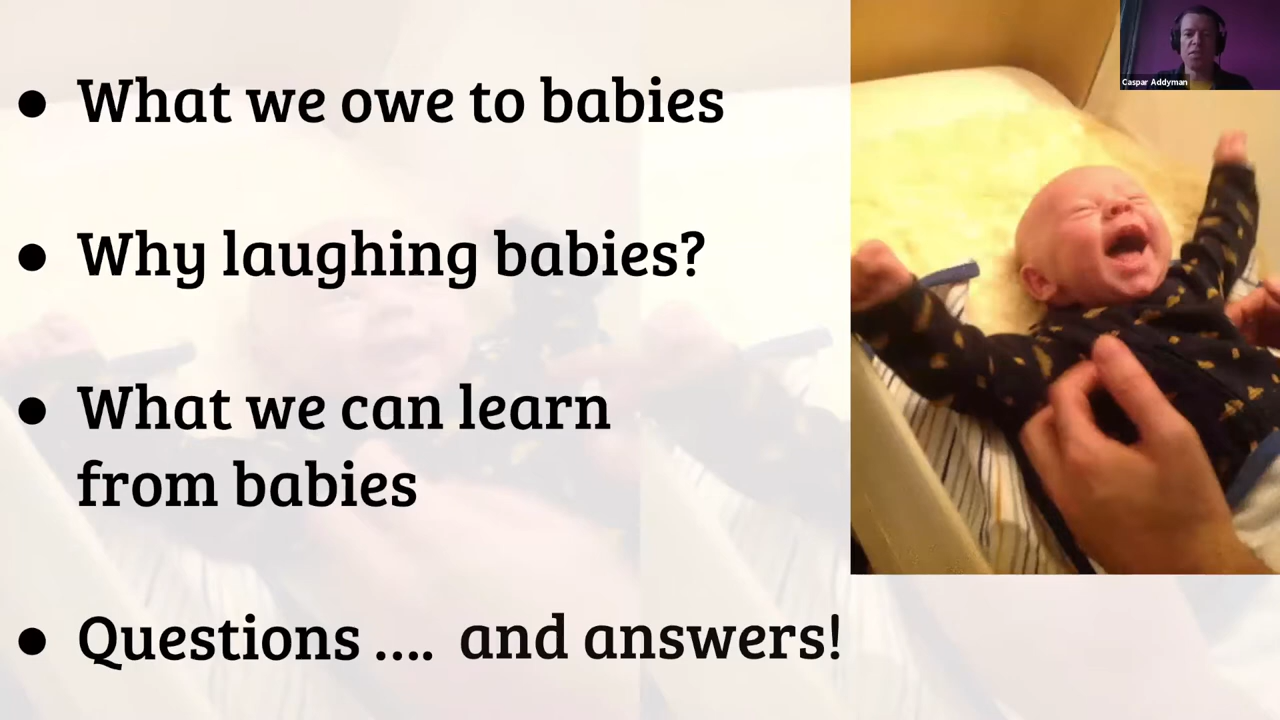 ● What we owe to babies
● Why laughing babies?
● What we can learn
from babies
● Questions .... and answers!
Caspar Addyman